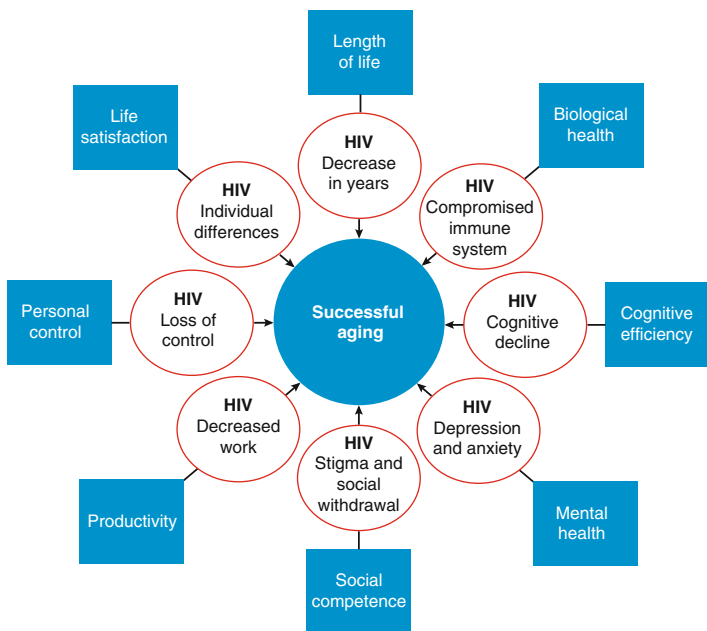 Length
of life
HIV
Decrease
in years
Biological
health
HIV
Compromised
immune
system
Cognitive
efficiency
HIV
Cognitive
decline
Mental
health
HIV
Depression
and anxiety
Social
competence
HIV
Stigma and
social
withdrawal
Productivity
HIV
Decreased
work
Personal
control
HIV
Loss of
control
Life
satisfaction
HIV
Individual
differences
Successful
aging